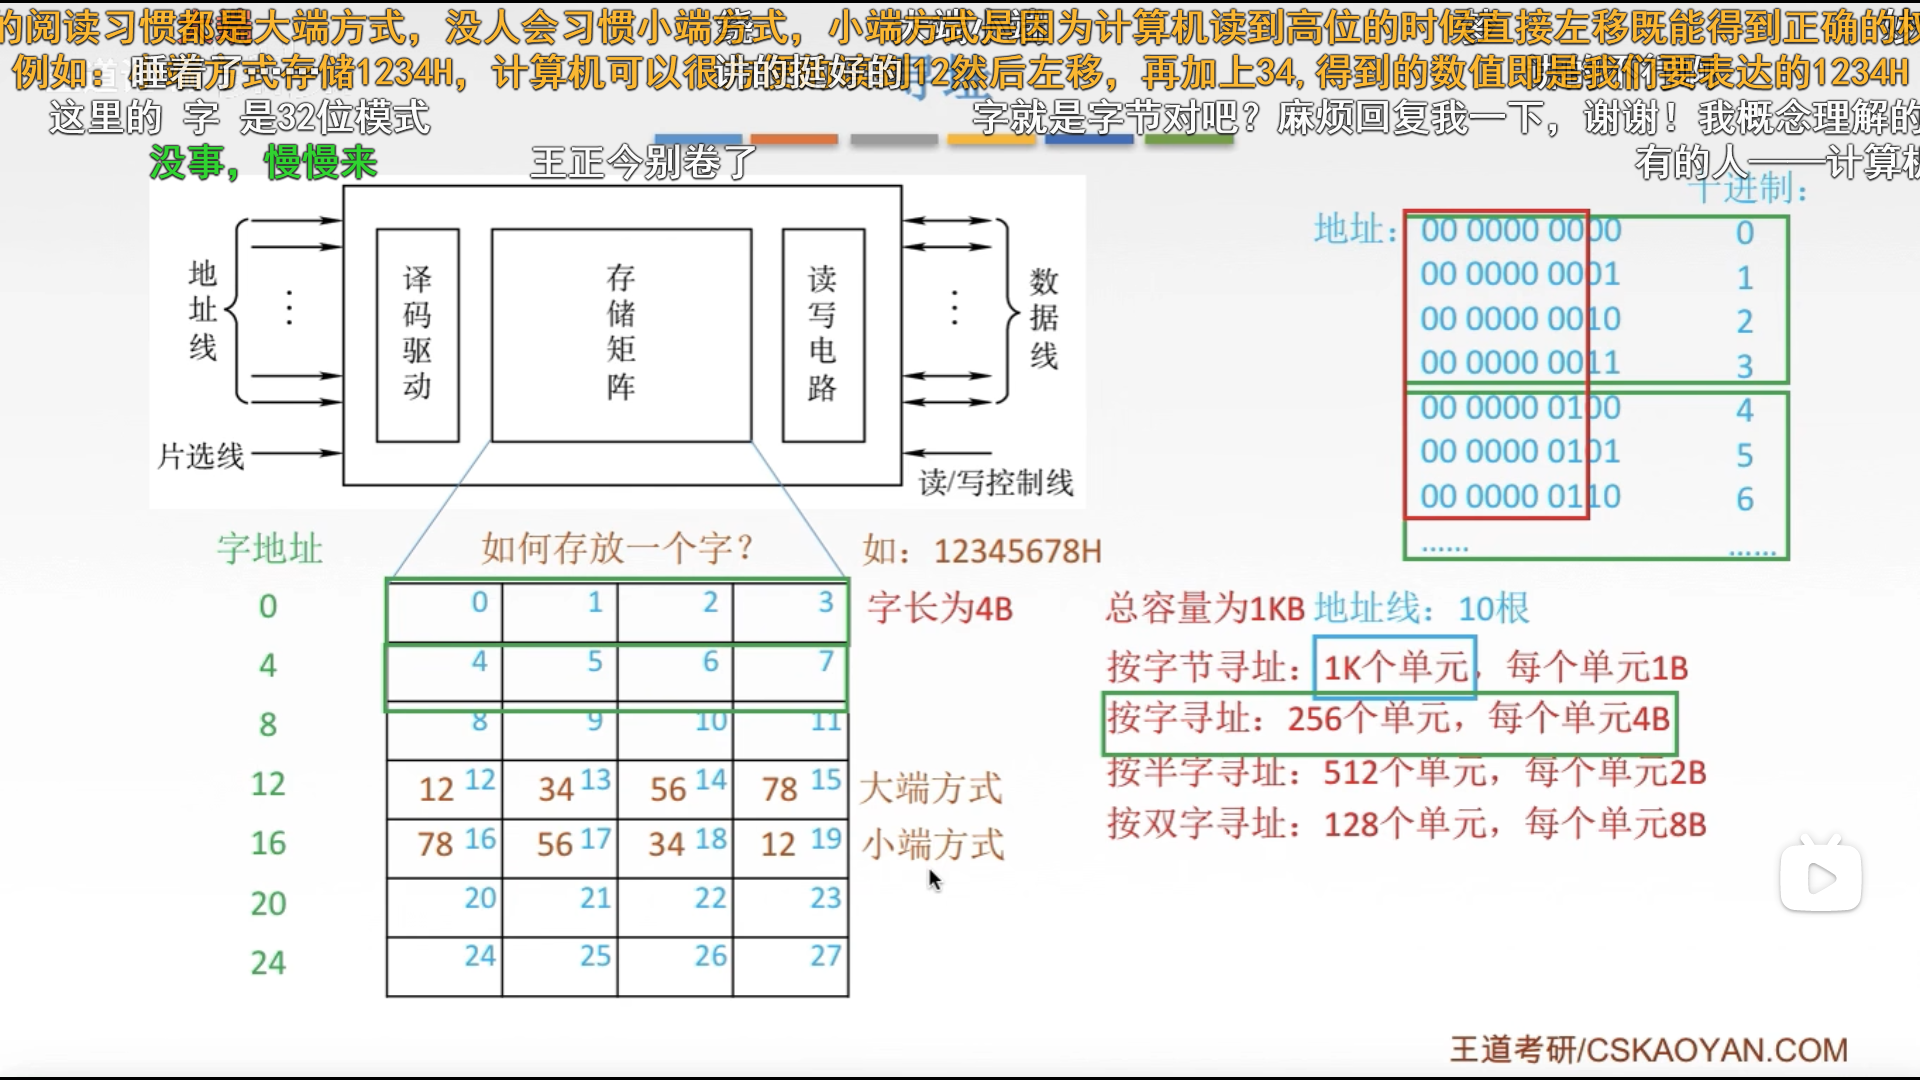 的阅读习惯都是大端方式，没人会习惯小端方式，小端方式是因为计算机读到高位的时候直接左移既能得到正确的
例如：
方式存储1234H，计算机可以很
12然后左移，再加上34,得到的数值即是我们要表达的1234H
睡着了
讲的挺好的
寻址
这里的 字 是32位模式
字就是字节对吧？麻烦回复我一下，谢谢！我概念理解的
没事，慢慢来
王正今别卷了
有的人——计算机
十进制：
地址：
00 0000 0000 0
00 0000 0001 1
00 0000 0010 2
00 0000 0011 3
00 0000 0100 4
00 0000 0101 5
00 0000 0110 6
...... ......
地址线
译码驱动
存储矩阵
读写电路
数据线
片选线
读/写控制线
字地址
如何存放一个字？
如：12345678H
0
0 1 2 3
字长为4B
4
4 5 6 7
8
8 9 10 11
12
12 12 34 13 56 14 78 15
大端方式
16
78 16 56 17 34 18 12 19
小端方式
20
20 21 22 23
24
24 25 26 27
总容量为1KB 地址线：10根
按字节寻址：1K个单元，每个单元1B
按字寻址：256个单元，每个单元4B
按半字寻址：512个单元，每个单元2B
按双字寻址：128个单元，每个单元8B
王道考研/CSKAOYAN.COM